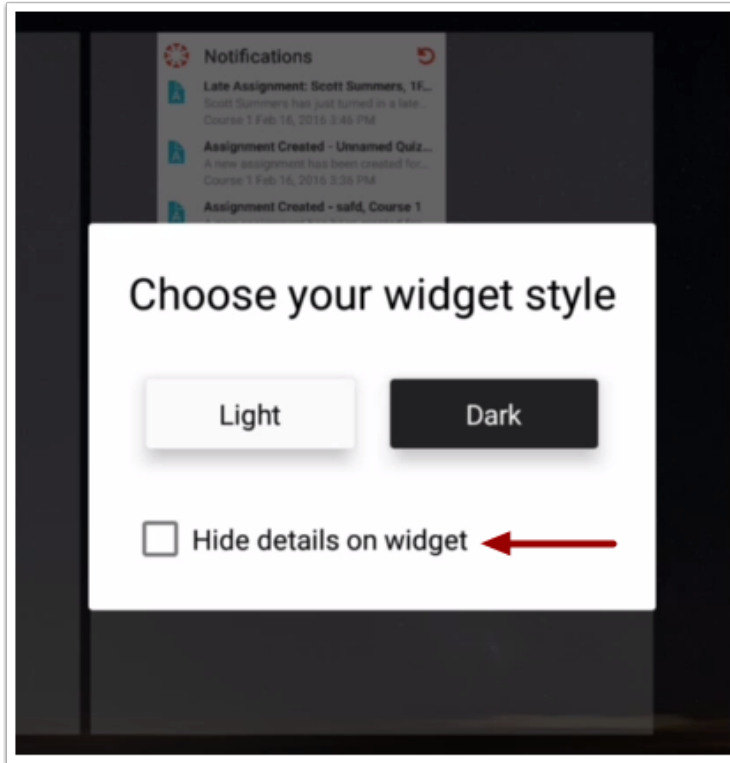 Notifications
Late Assignment: Scott Summers, 1F...
Scott Summers has just turned in a late...
Course 1 Feb 16, 2016 3:46 PM
Assignment Created - Unnamed Quiz...
A new assignment has been created for...
Course 1 Feb 16, 2016 3:36 PM
Assignment Created - safd, Course 1
Choose your widget style
Light
Dark
Hide details on widget